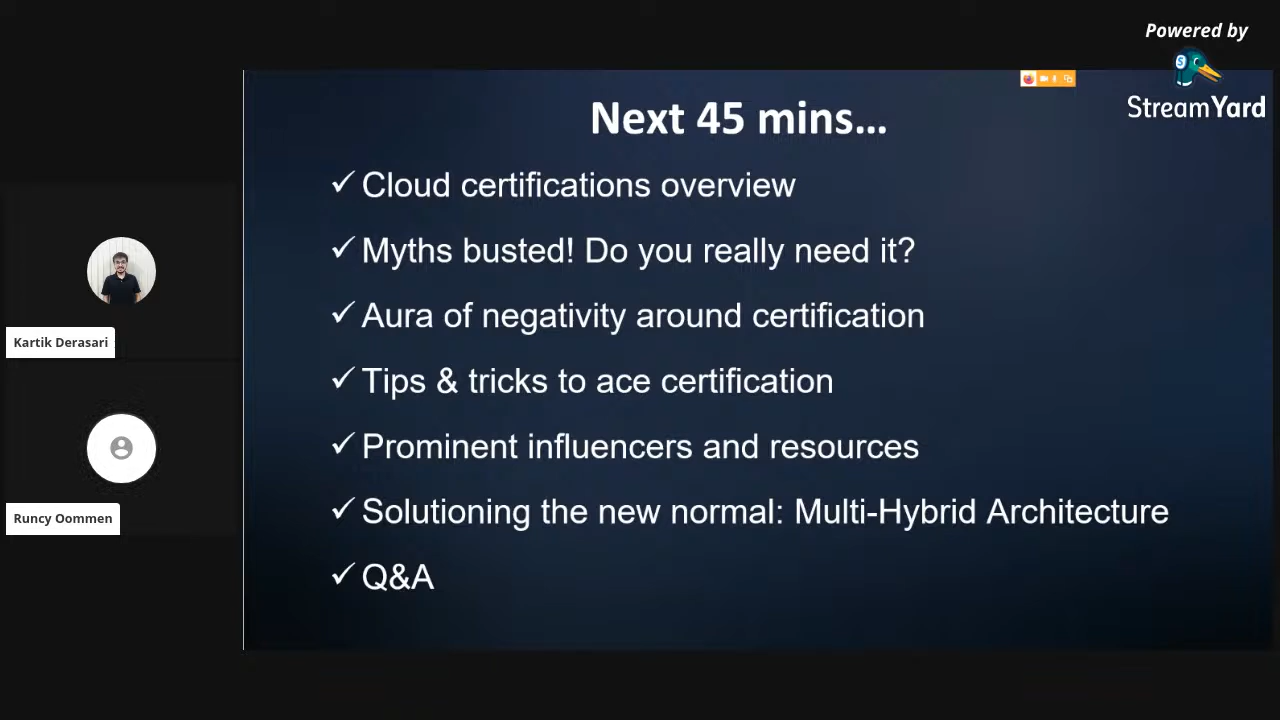 Powered by
StreamYard
Next 45 mins...
✓ Cloud certifications overview
✓ Myths busted! Do you really need it?
✓ Aura of negativity around certification
✓ Tips & tricks to ace certification
✓ Prominent influencers and resources
✓ Solutioning the new normal: Multi-Hybrid Architecture
✓ Q&A
Kartik Derasari
Runcy Oommen